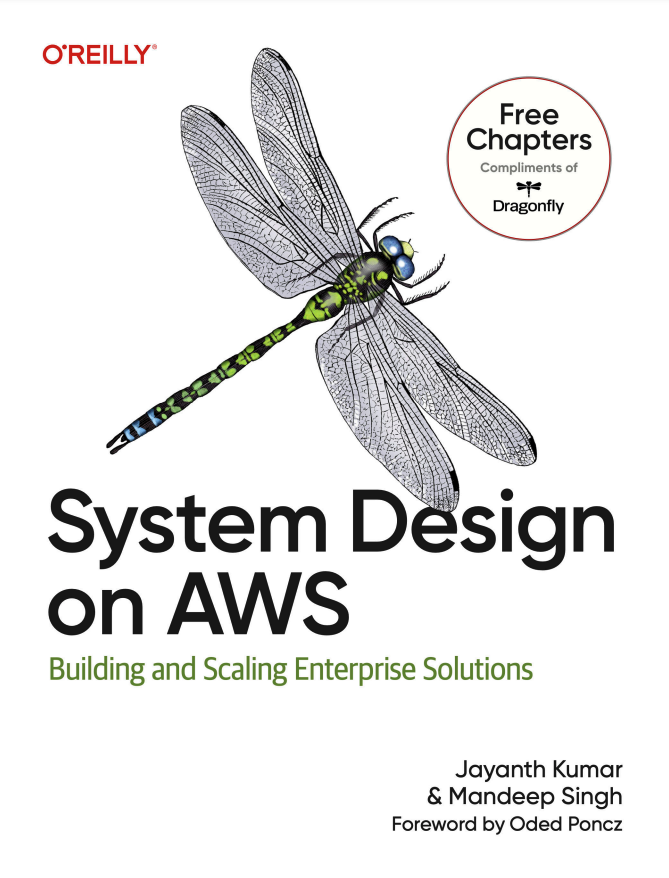 O'REILLY®
Free
Chapters
Compliments of
Dragonfly
System Design
on AWS
Building and Scaling Enterprise Solutions
Jayanth Kumar
& Mandeep Singh
Foreword by Oded Poncz